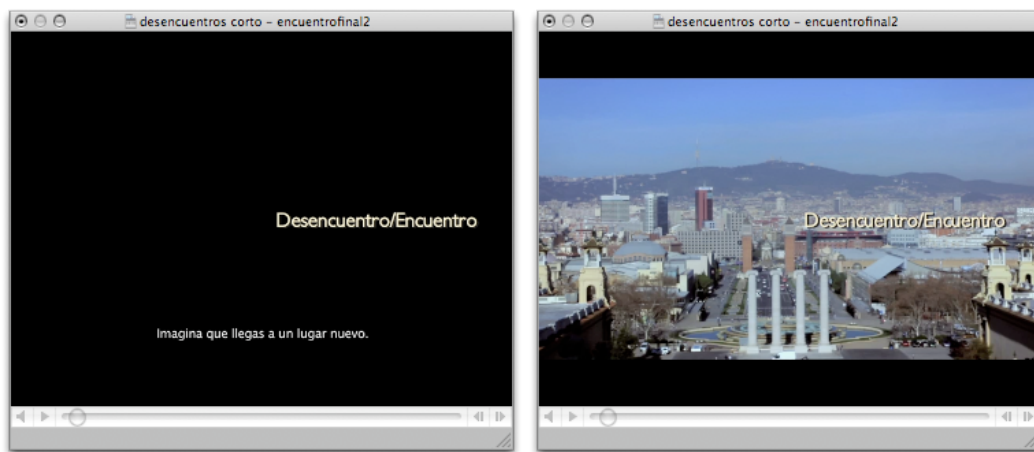 desencuentros corto - encuentrofinal2
Desencuentro/Encuentro
Imagina que llegas a un lugar nuevo.
desencuentros corto - encuentrofinal2
Desencuentro/Encuentro